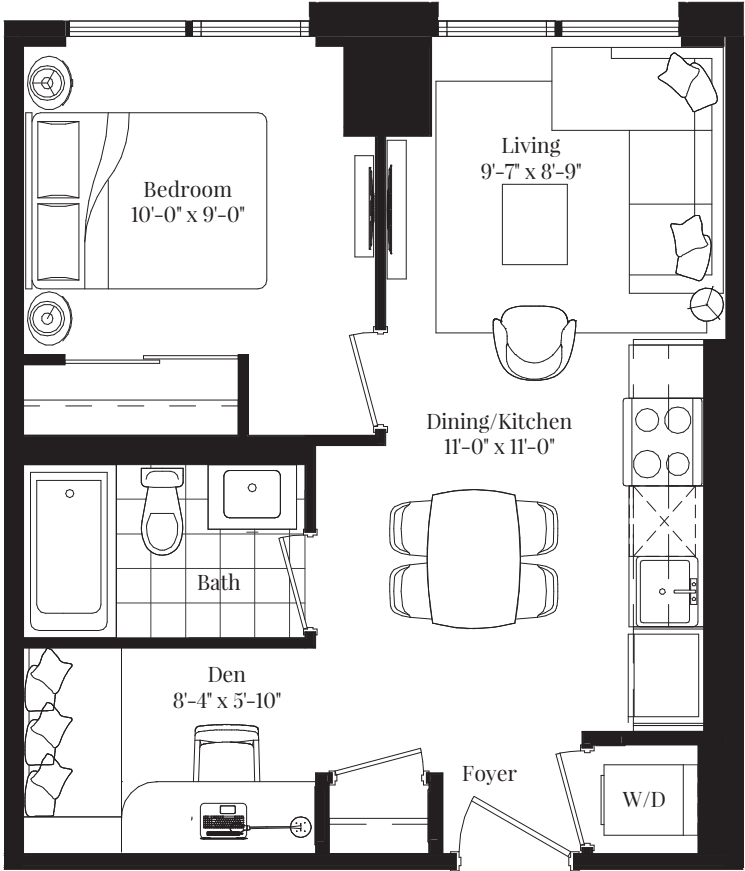 Living
9'-7" x 8'-9"
Bedroom
10'-0" x 9'-0"
Dining/Kitchen
11'-0" x 11'-0"
Bath
Den
8'-4" x 5'-10"
Foyer
W/D